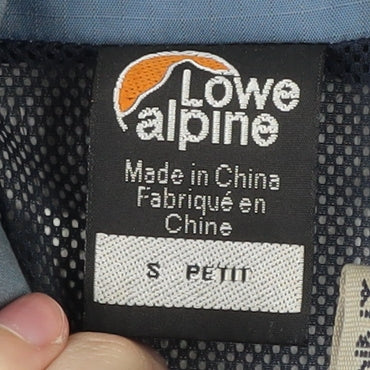 Lowe
alpine
Made in China
Fabriqué en
Chine
S PETIT